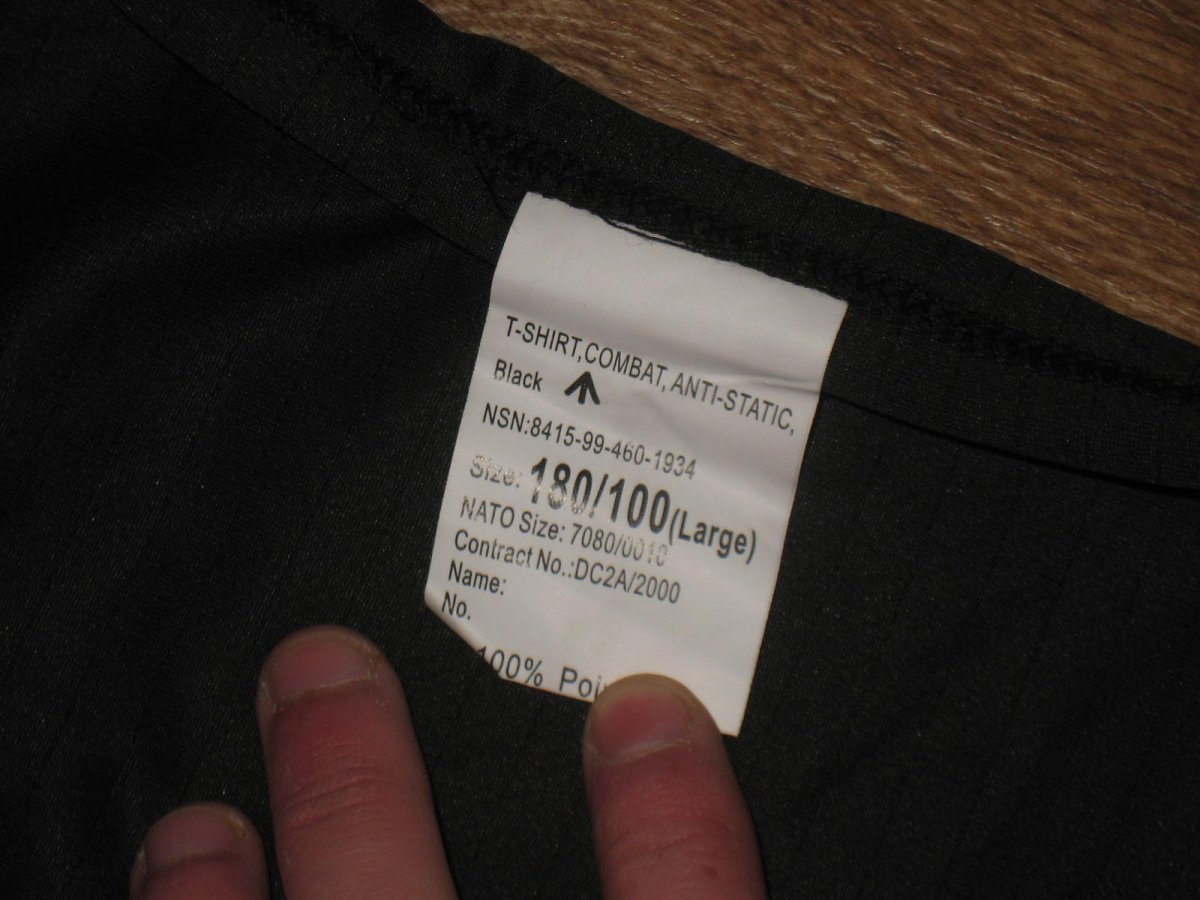 T-SHIRT,COMBAT, ANTI-STATIC,
Black
NSN:8415-99-460-1934
Size: 180/100(Large)
NATO Size: 7080/0010
Contract No.:DC2A/2000
Name:
No.
100%